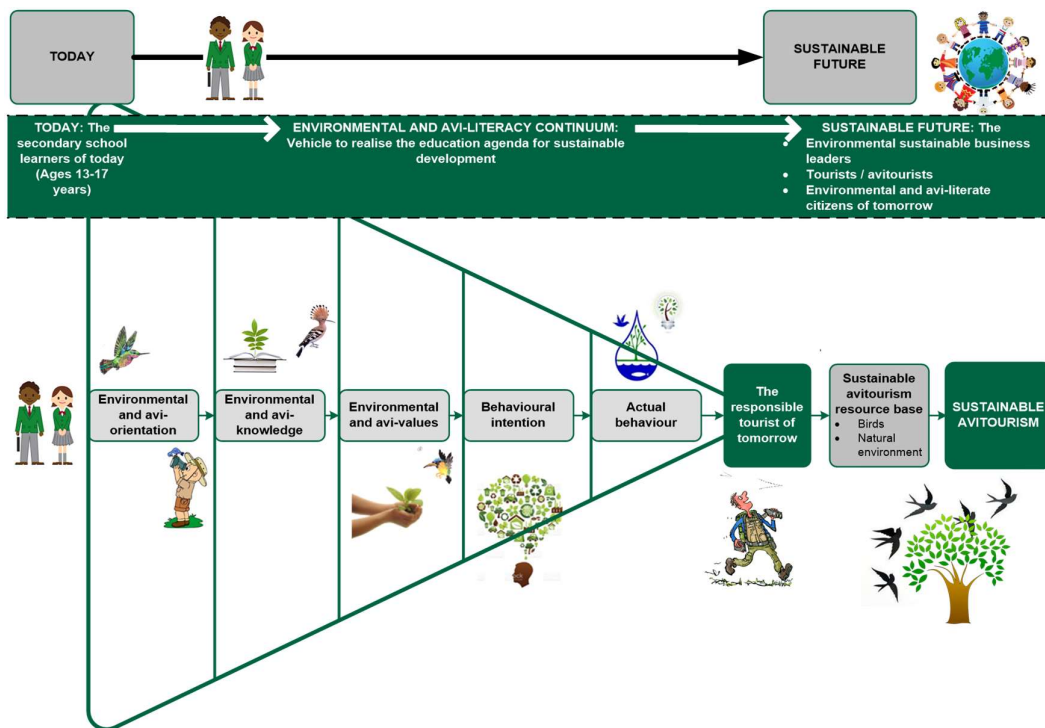 TODAY
SUSTAINABLE
FUTURE
TODAY: The
secondary school
learners of today
(Ages 13-17
years)
ENVIRONMENTAL AND AVI-LITERACY CONTINUUM:
Vehicle to realise the education agenda for sustainable
development
SUSTAINABLE FUTURE: The
• Environmental sustainable business
leaders
• Tourists / avitourists
• Environmental and avi-literate
citizens of tomorrow
Environmental
and avi-
orientation
Environmental
and avi-
knowledge
Environmental
and avi-values
Behavioural
intention
Actual
behaviour
The
responsible
tourist of
tomorrow
Sustainable
avitourism
resource base
• Birds
• Natural
environment
SUSTAINABLE
AVITOURISM